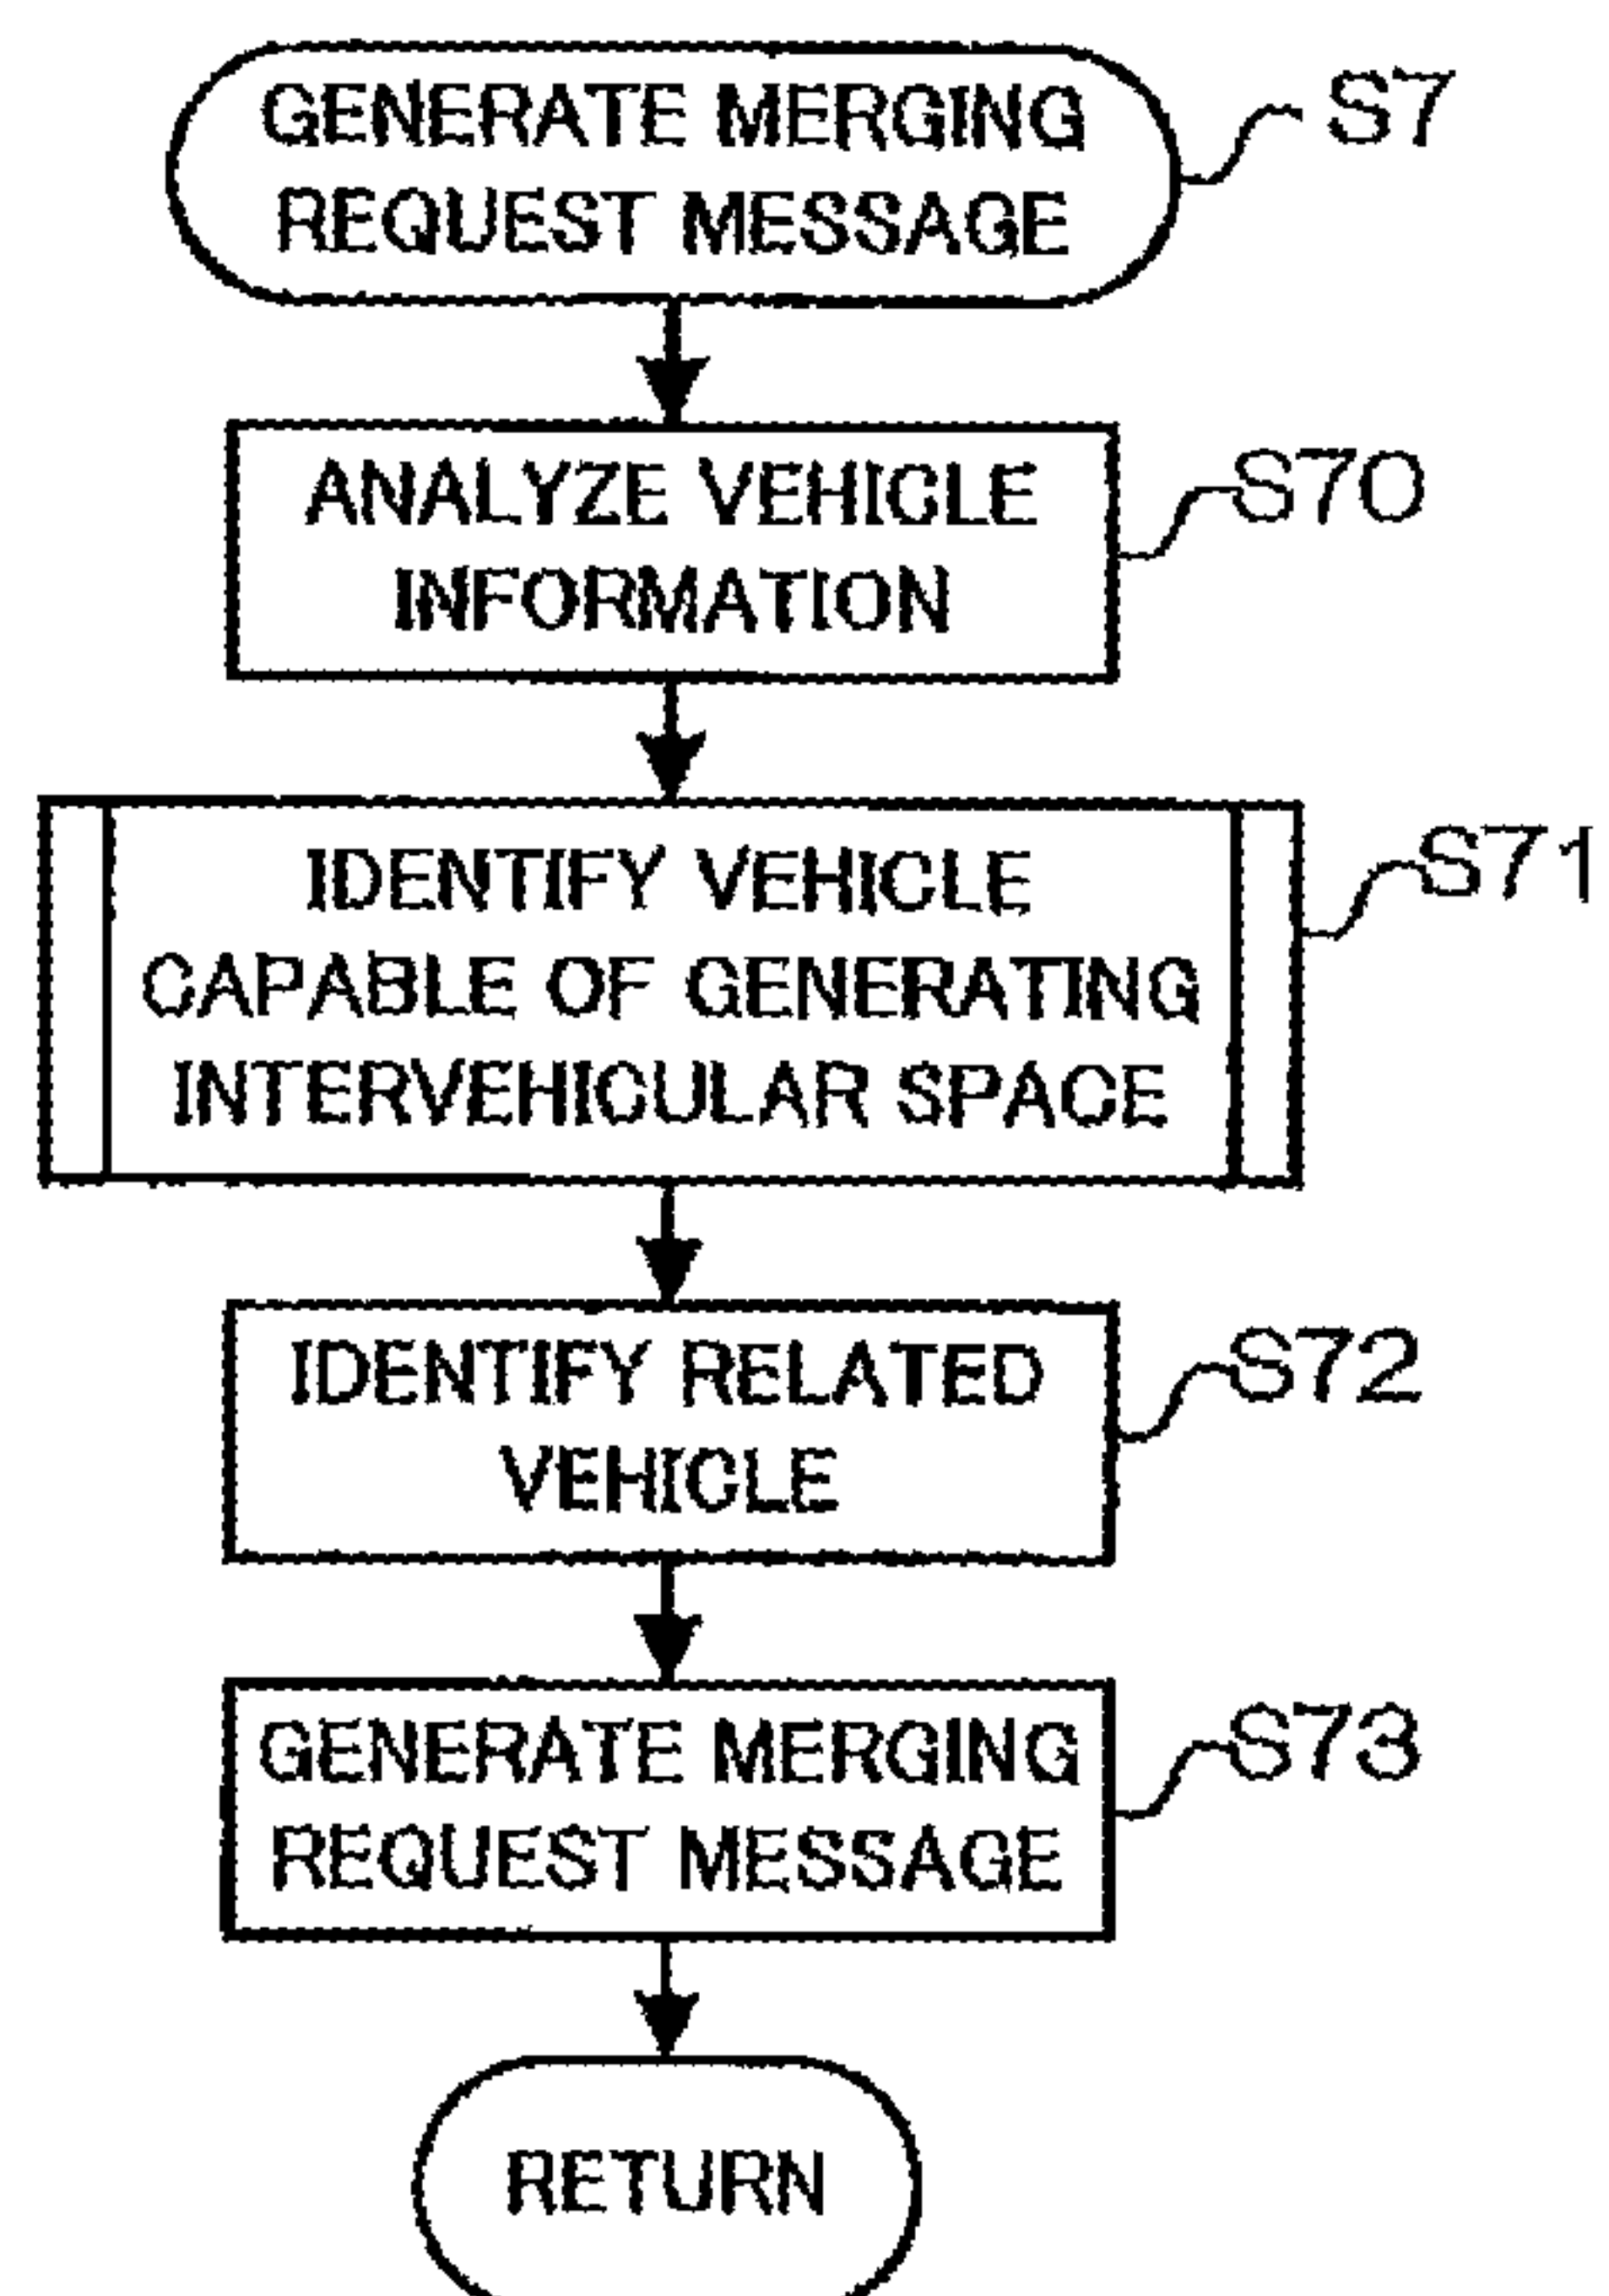 GENERATE MERGING
REQUEST MESSAGE
S7
ANALYZE VEHICLE
INFORMATION
S70
IDENTIFY VEHICLE
CAPABLE OF GENERATING
INTERVEHICULAR SPACE
S71
IDENTIFY RELATED
VEHICLE
S72
GENERATE MERGING
REQUEST MESSAGE
S73
RETURN